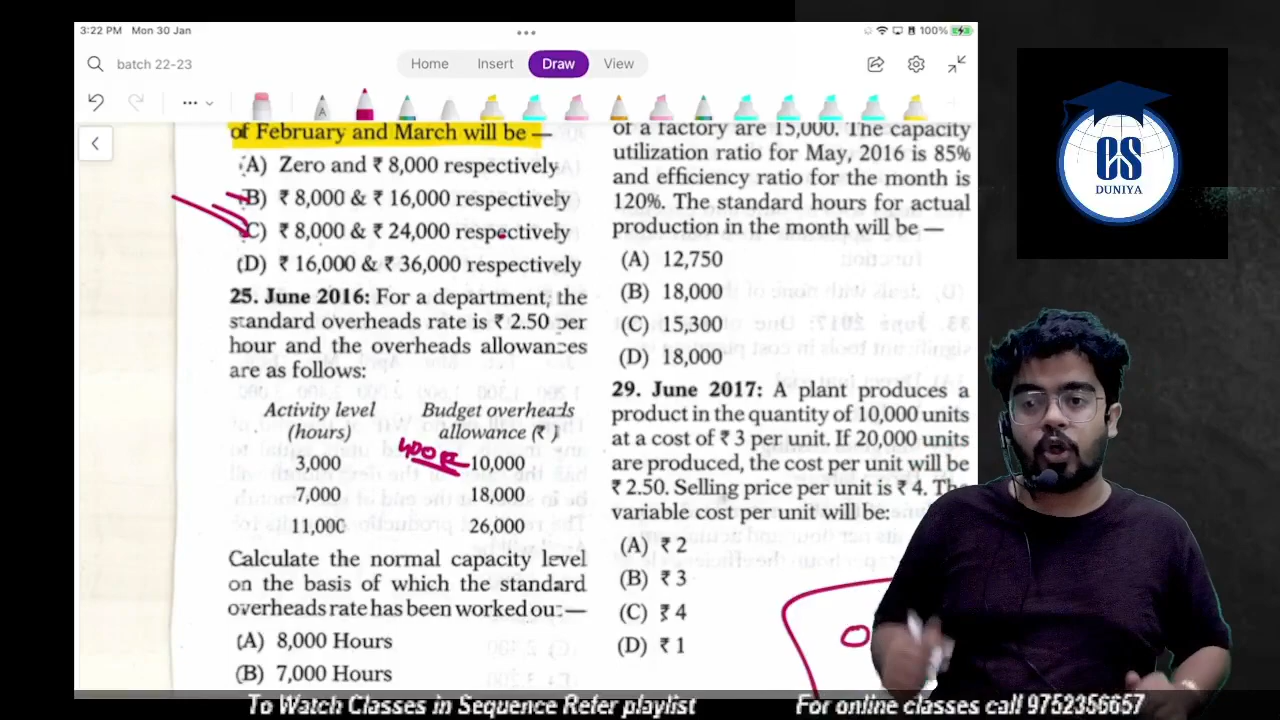 3:22 PM Mon 30 Jan
100%
batch 22-23
Home Insert Draw View
of February and March will be —
(A) Zero and ₹ 8,000 respectively
(B) ₹ 8,000 & ₹ 16,000 respectively
(C) ₹ 8,000 & ₹ 24,000 respectively
(D) ₹ 16,000 & ₹ 36,000 respectively
25. June 2016: For a department, the
standard overheads rate is ₹ 2.50 per
hour and the overheads allowances
are as follows:
Activity level Budget overheads
(hours) allowance (₹)
3,000 10,000
7,000 18,000
11,000 26,000
Calculate the normal capacity level
on the basis of which the standard
overheads rate has been worked out —
(A) 8,000 Hours
(B) 7,000 Hours
of a factory are 15,000. The capacity
utilization ratio for May, 2016 is 85%
and efficiency ratio for the month is
120%. The standard hours for actual
production in the month will be —
(A) 12,750
(B) 18,000
(C) 15,300
(D) 18,000
29. June 2017: A plant produces a
product in the quantity of 10,000 units
at a cost of ₹ 3 per unit. If 20,000 units
are produced, the cost per unit will be
₹ 2.50. Selling price per unit is ₹ 4. The
variable cost per unit will be:
(A) ₹ 2
(B) ₹ 3
(C) ₹ 4
(D) ₹ 1
CS
DUNIYA
To Watch Classes in Sequence Refer playlist
For online classes call 9752356657